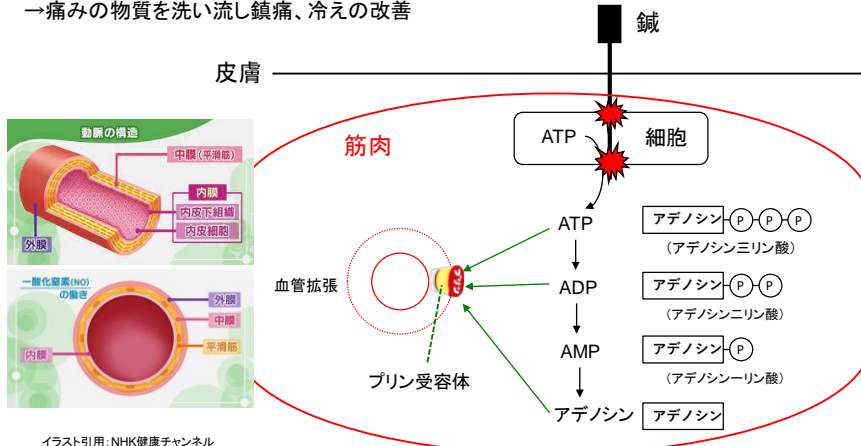 →痛みの物質を洗い流し鎮痛、冷えの改善
鍼
皮膚
筋肉
ATP
細胞
動脈の構造
中膜(平滑筋)
内膜
内皮下組織
内皮細胞
外膜
一酸化窒素(NO)
の働き
外膜
中膜
平滑筋
内膜
イラスト引用:NHK健康チャンネル
血管拡張
プリン
プリン受容体
ATP
アデノシン P P P
(アデノシン三リン酸)
ADP
アデノシン P P
(アデノシン二リン酸)
AMP
アデノシン P
(アデノシン一リン酸)
アデノシン
アデノシン